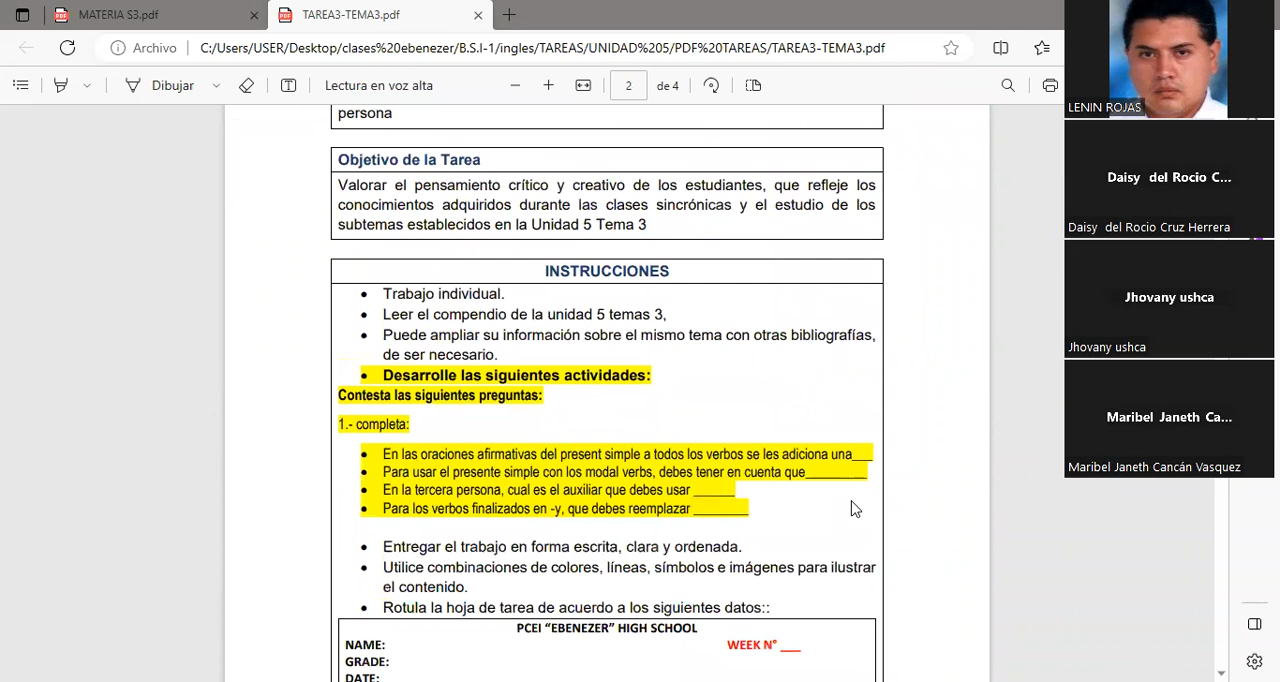 MATERIA S3.pdf
TAREA3-TEMA3.pdf
Archivo
C:/Users/USER/Desktop/clases%20ebenezer/B.S.I-1/ingles/TAREAS/UNIDAD%205/PDF%20TAREAS/TAREA3-TEMA3.pdf
Dibujar
Lectura en voz alta
2
de 4
persona
Objetivo de la Tarea
Valorar el pensamiento crítico y creativo de los estudiantes, que refleje los
conocimientos adquiridos durante las clases sincrónicas y el estudio de los
subtemas establecidos en la Unidad 5 Tema 3
INSTRUCCIONES
• Trabajo individual.
• Leer el compendio de la unidad 5 temas 3,
• Puede ampliar su información sobre el mismo tema con otras bibliografías,
de ser necesario.
• Desarrolle las siguientes actividades:
Contesta las siguientes preguntas:
1.- completa:
• En las oraciones afirmativas del present simple a todos los verbos se les adiciona una___
• Para usar el presente simple con los modal verbs, debes tener en cuenta que_________
• En la tercera persona, cual es el auxiliar que debes usar ______
• Para los verbos finalizados en -y, que debes reemplazar ________
• Entregar el trabajo en forma escrita, clara y ordenada.
• Utilice combinaciones de colores, líneas, símbolos e imágenes para ilustrar
el contenido.
• Rotula la hoja de tarea de acuerdo a los siguientes datos::
PCEI “EBENEZER” HIGH SCHOOL
NAME:
WEEK N° ___
GRADE:
DATE:
LENIN ROJAS
Daisy del Rocio C...
Daisy del Rocio Cruz Herrera
Jhovany ushca
Jhovany ushca
Maribel Janeth Ca...
Maribel Janeth Cancán Vasquez